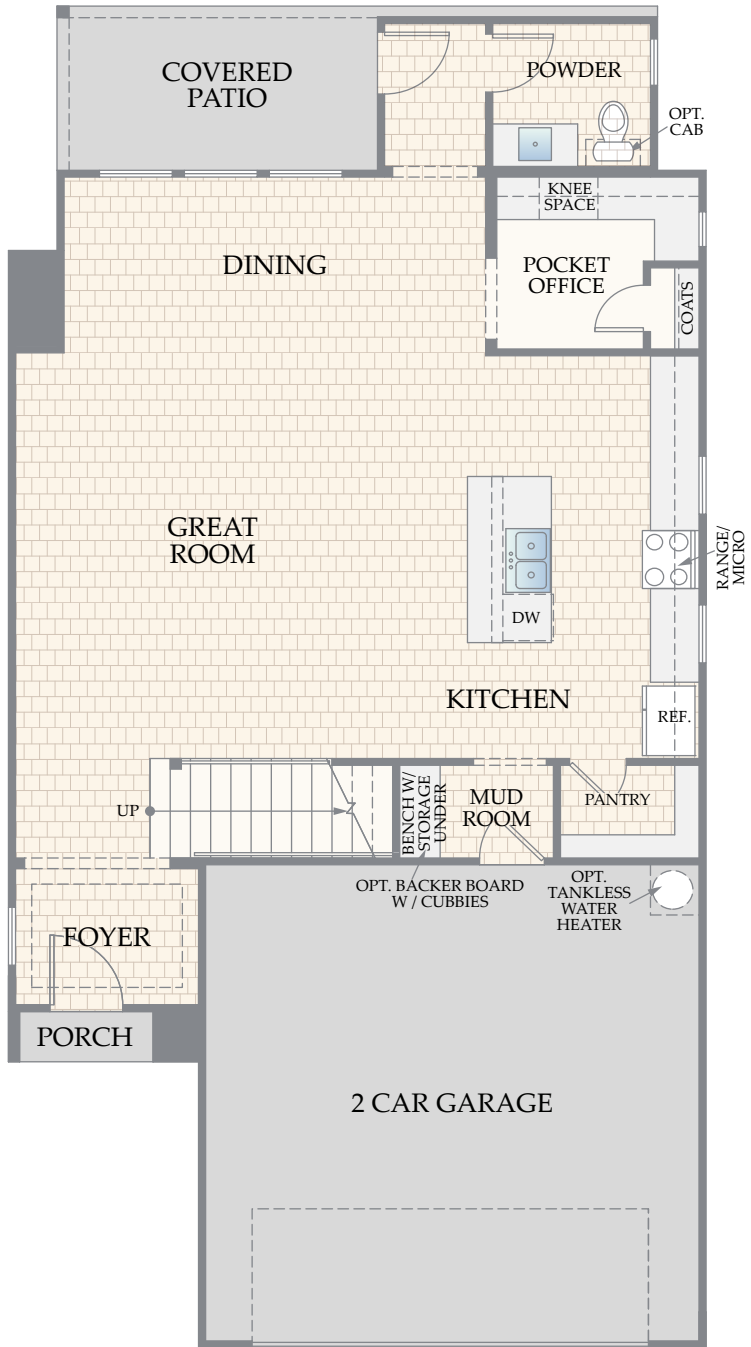 COVERED
PATIO
POWDER
OPT.
CAB
KNEE
SPACE
DINING
POCKET
OFFICE
COATS
GREAT
ROOM
RANGE/
MICRO
DW
KITCHEN
REF.
UP
BENCH W/
STORAGE
UNDER
MUD
ROOM
PANTRY
OPT. BACKER BOARD
W / CUBBIES
OPT.
TANKLESS
WATER
HEATER
FOYER
PORCH
2 CAR GARAGE